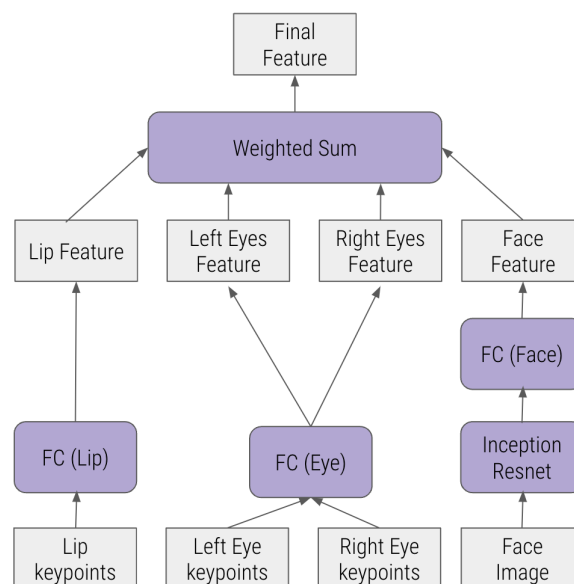 Final
Feature
Weighted Sum
Lip Feature
Left Eyes
Feature
Right Eyes
Feature
Face
Feature
FC (Face)
FC (Lip)
FC (Eye)
Inception
Resnet
Lip
keypoints
Left Eye
keypoints
Right Eye
keypoints
Face
Image